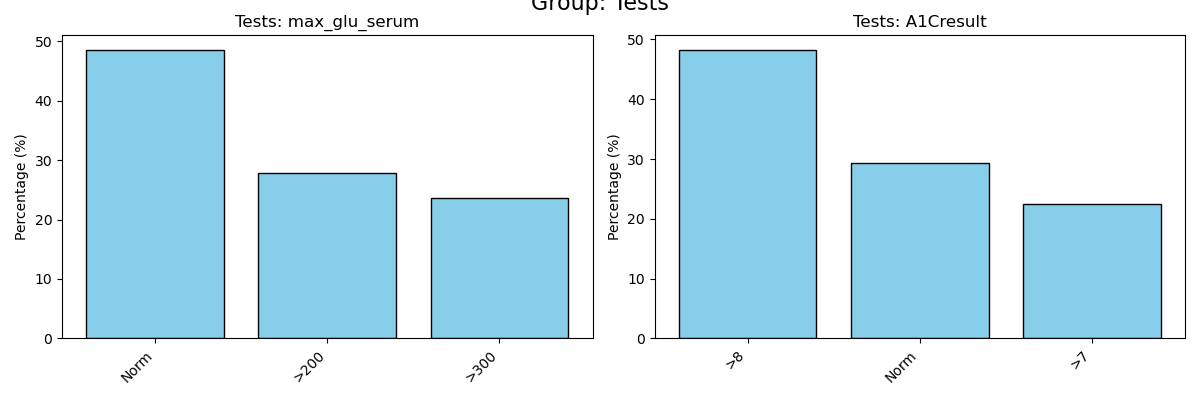 Group: Tests
Tests: max_glu_serum
Percentage (%)
50
40
30
20
10
0
Norm
>200
>300
Tests: A1Cresult
Percentage (%)
50
40
30
20
10
0
>8
Norm
>7